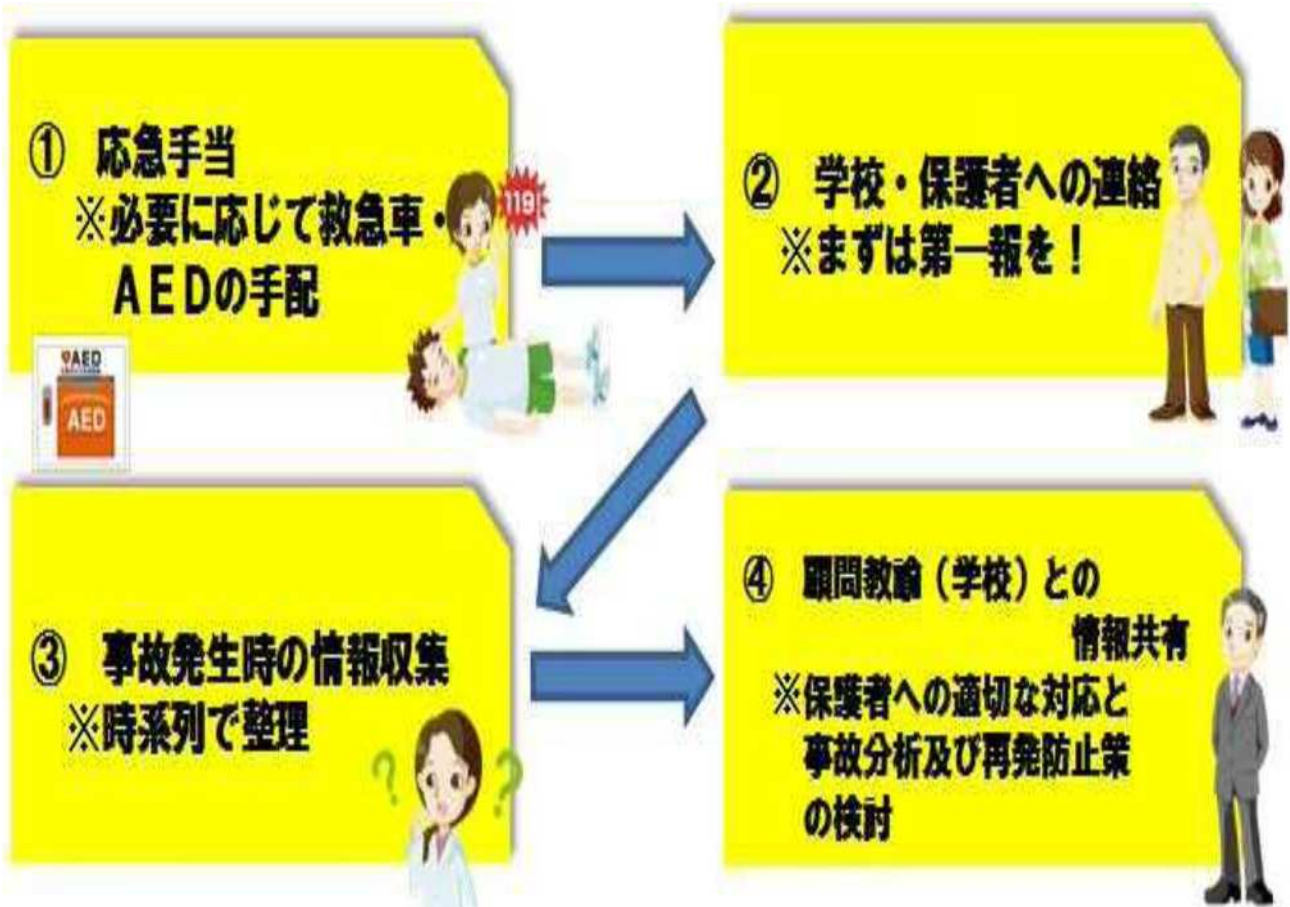 ① 応急手当
※必要に応じて救急車・
AEDの手配
119!
AED
AED
② 学校・保護者への連絡
※まずは第一報を!
③ 事故発生時の情報収集
※時系列で整理
? ?
④ 顧問教諭(学校)との
情報共有
※保護者への適切な対応と
事故分析及び再発防止策
の検討